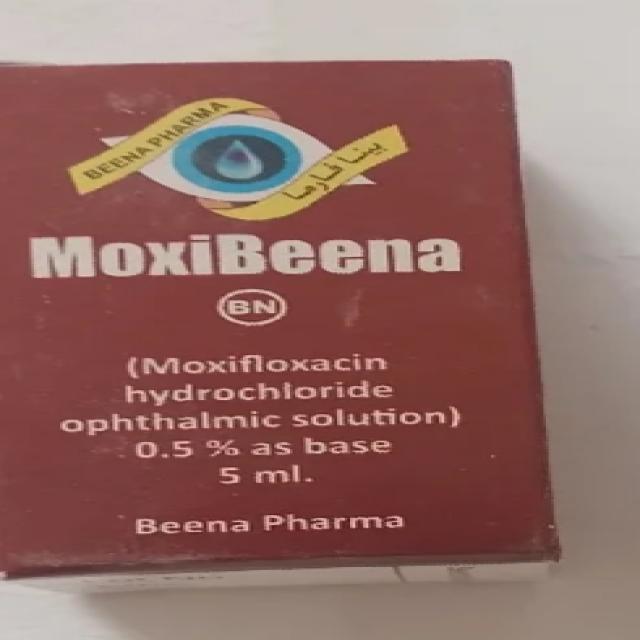 BEENA PHARMA
بينا فارما
MoxiBeena
BN
(Moxifloxacin
hydrochloride
ophthalmic solution)
0.5 % as base
5 ml.
Beena Pharma